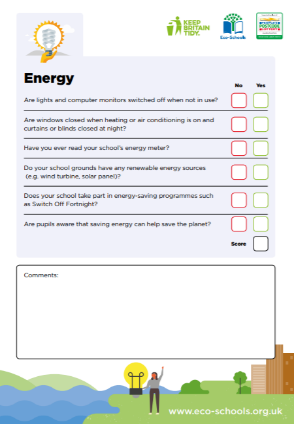 KEEP
BRITAIN
TIDY.
Eco-Schools
Energy
No Yes
Are lights and computer monitors switched off when not in use?
Are windows closed when heating or air conditioning is on and
curtains or blinds closed at night?
Have you ever read your school's energy meter?
Do your school grounds have any renewable energy sources
(e.g. wind turbine, solar panel)?
Does your school take part in energy-saving programmes such
as Switch Off Fortnight?
Are pupils aware that saving energy can help save the planet?
Score
Comments:
www.eco-schools.org.uk